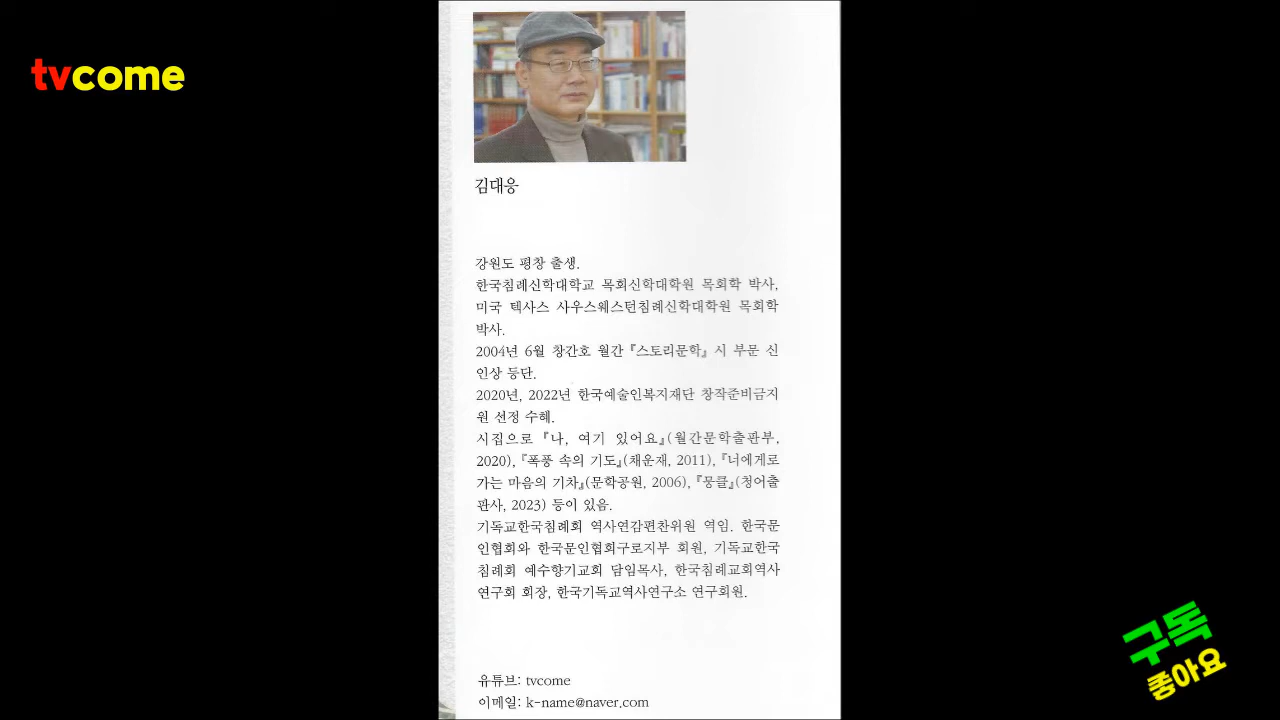 tvcome
김대응
강원도 평창 출생.
한국침례신학대학교 목회신학대학원 목회학 박사,
미국 텍사스 사우스웨스턴침례신학대학원 목회학
박사.
2004년 6월 창간호 월간 『스토리문학』 시 부문 신
인상 등단.
2020년, 2022년 한국예술인복지재단 창작준비금지
원 선정 수혜.
시집으로 『나, 여기 있어요』(월간문학출판부,
2020), 『폭풍 속의 기도』(채운재, 2011), 『너에게로
가는 마음의 기차』(문학공원, 2006), 『뭉클』(청어출
판사, 2023) 등이 있음.
기독교한국침례회 역사연감편찬위원 역임. 한국문
인협회와 한국문인협회구로지부 회원, 기독교한국
침례회 예수향기교회 담임목사, 한국침례교회역사
연구회 회장, 한국기독교역사연구소 연구회원.
유튜브: tvcome
이메일: k-name@naver.com
구독
좋아요